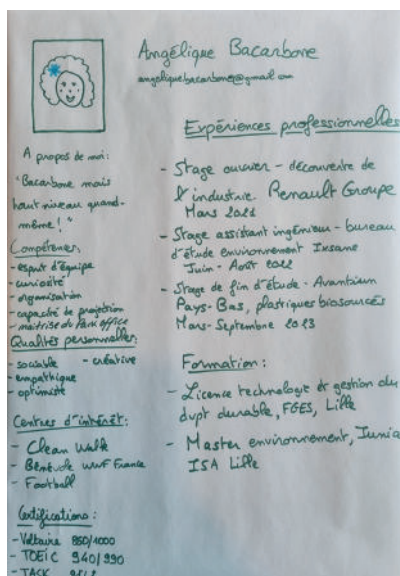 Angélique Bacarbone
angeliquebacarbone@gmail.com
A propos de moi:
"Bacarbone mais
haut niveau quand-
même!"
Compétences:
- esprit d'équipe
- curiosité
- organisation
- capacité de projection
- maitrise du Pack office
Qualités personnelles:
- sociable - créative
- empathique
- optimiste
Centres d'intérêt:
- Clean Walk
- Bénévole WWF France
- Football
Certifications:
- Voltaire 850/1000
- TOEIC 940/990
- TACK
Expériences professionnelles
- Stage ouvrier - découverte de
l'industrie. Renault Groupe
Mars 2021
- Stage assistant ingénieur - bureau
d'étude environnement
Juin - Août 2022
- Stage de fin d'étude - Avantium
Pays-Bas, plastiques biosourcés
Mars-Septembre 2023
Formation:
- Licence technologie et gestion du
dvpt durable, FGES, Lille
- Master environnement, Junia
ISA Lille